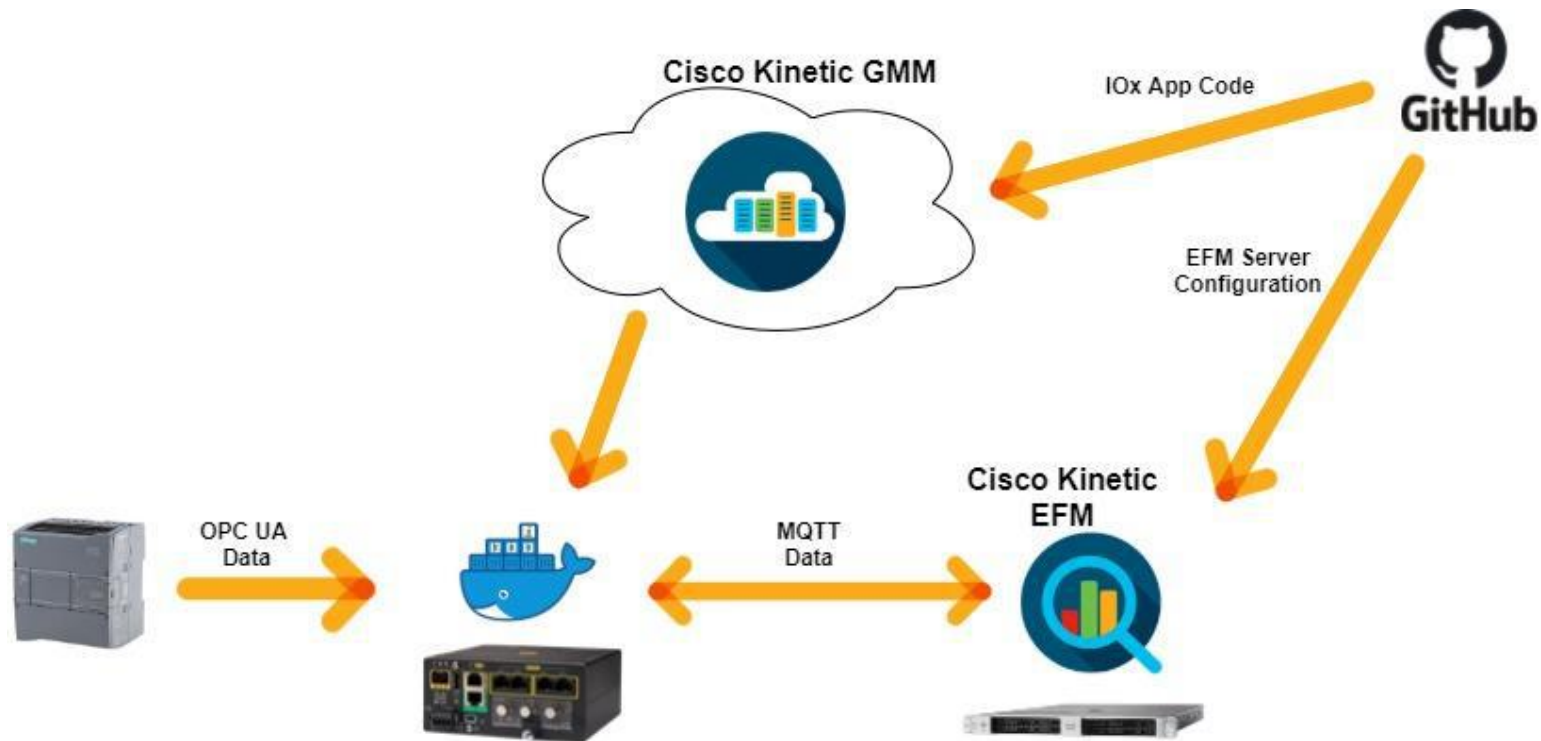 Cisco Kinetic GMM
IOx App Code
GitHub
EFM Server
Configuration
Cisco Kinetic
EFM
OPC UA
Data
MQTT
Data